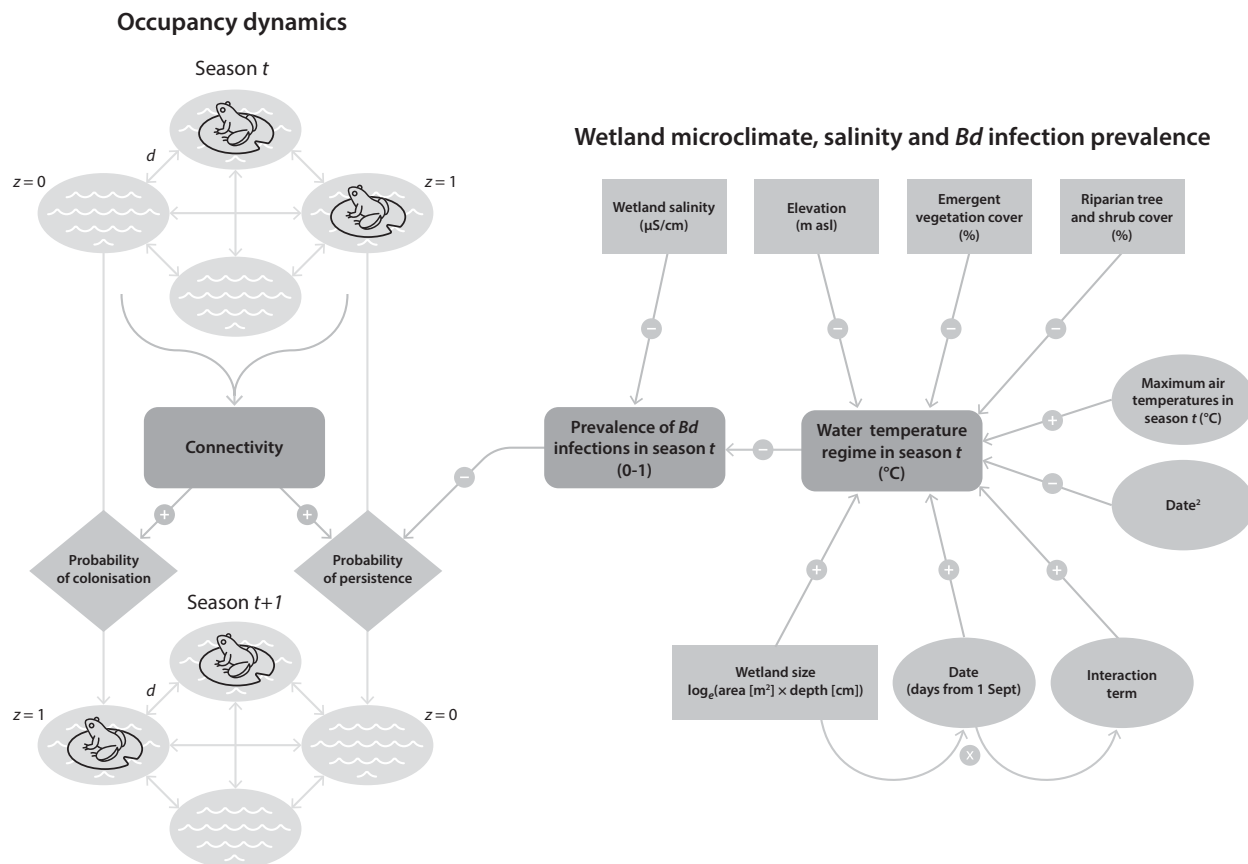 Occupancy dynamics
Season t
d
z = 0
z = 1
Connectivity
+
+
−
Probability
of colonisation
Probability
of persistence
Season t+1
d
z = 1
z = 0
Wetland microclimate, salinity and Bd infection prevalence
Wetland salinity
(µS/cm)
Elevation
(m asl)
Emergent
vegetation cover
(%)
Riparian tree
and shrub cover
(%)
−
−
−
−
Maximum air
temperatures in
season t (°C)
+
Prevalence of Bd
infections in season t
(0-1)
−
Water temperature
regime in season t
(°C)
−
Date²
+
+
+
Wetland size
logₑ(area [m²] × depth [cm])
Date
(days from 1 Sept)
Interaction
term
x